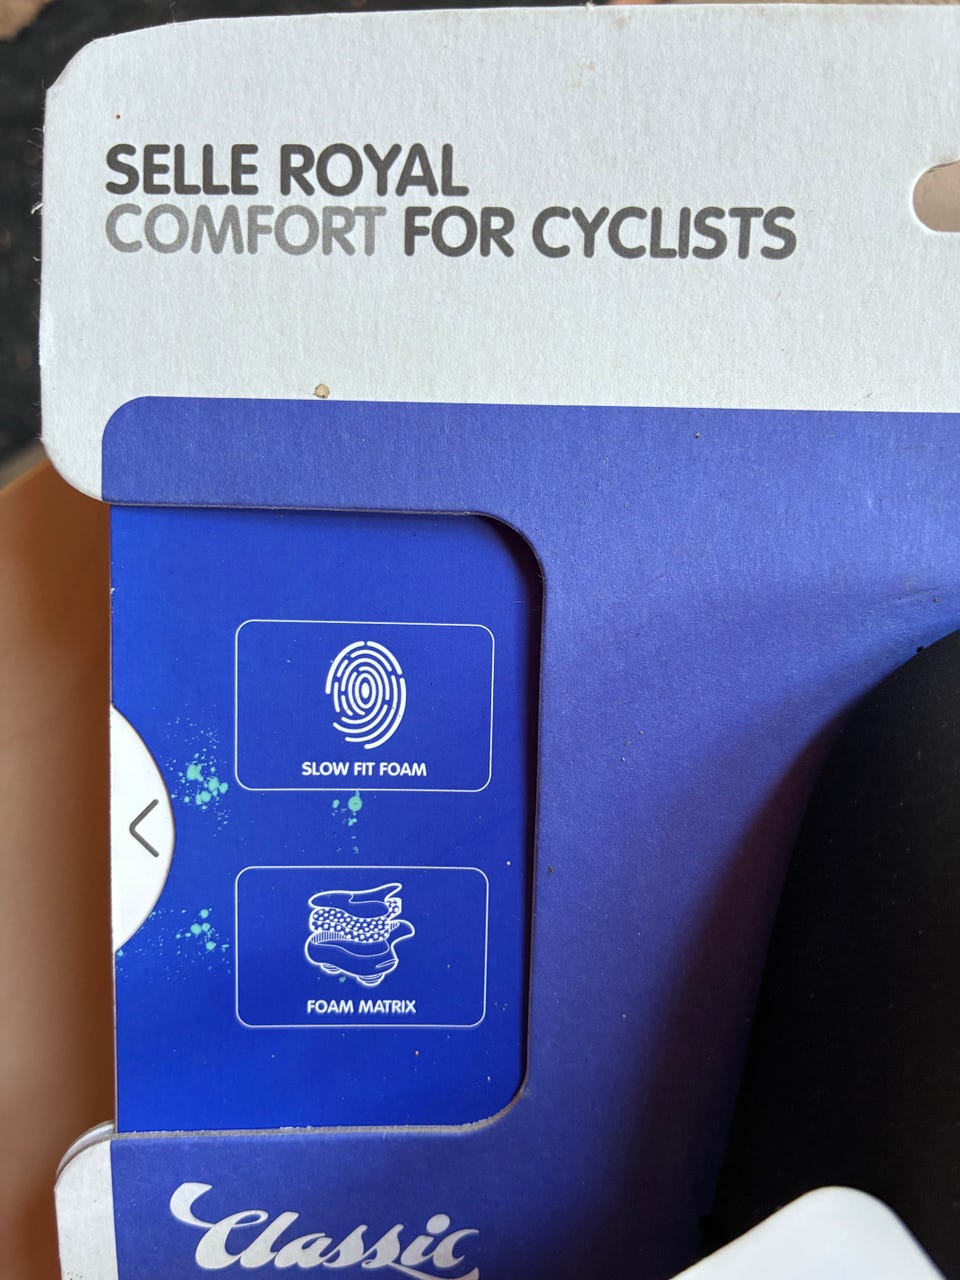 SELLE ROYAL
COMFORT FOR CYCLISTS
SLOW FIT FOAM
FOAM MATRIX
Classic